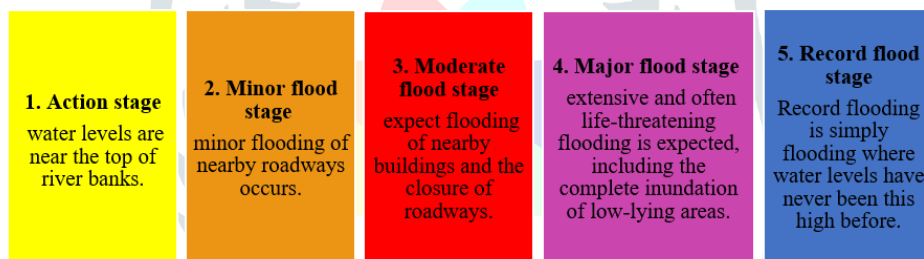 1. Action stage
water levels are
near the top of
river banks.
2. Minor flood
stage
minor flooding of
nearby roadways
occurs.
3. Moderate
flood stage
expect flooding
of nearby
buildings and the
closure of
roadways.
4. Major flood stage
extensive and often
life-threatening
flooding is expected,
including the
complete inundation
of low-lying areas.
5. Record flood
stage
Record flooding
is simply
flooding where
water levels have
never been this
high before.